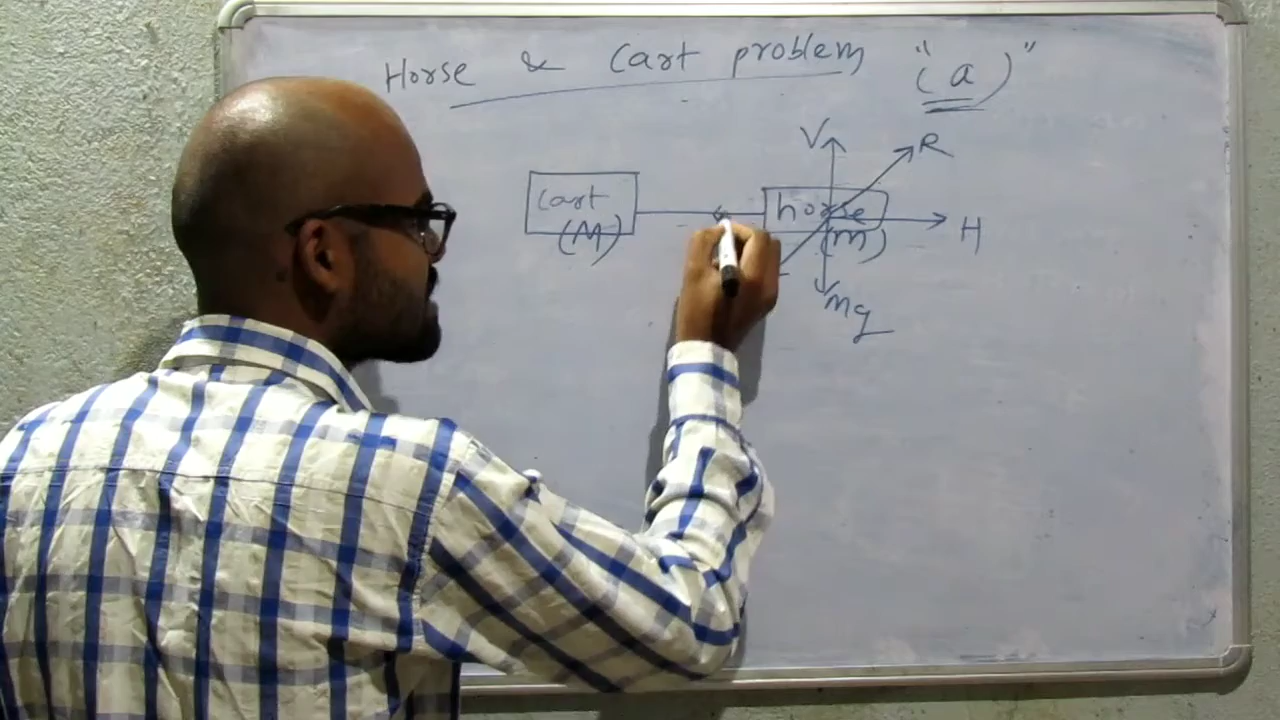 Horse & Cart problem "(a)"
V
R
cart
(M)
horse
(m)
H
mg